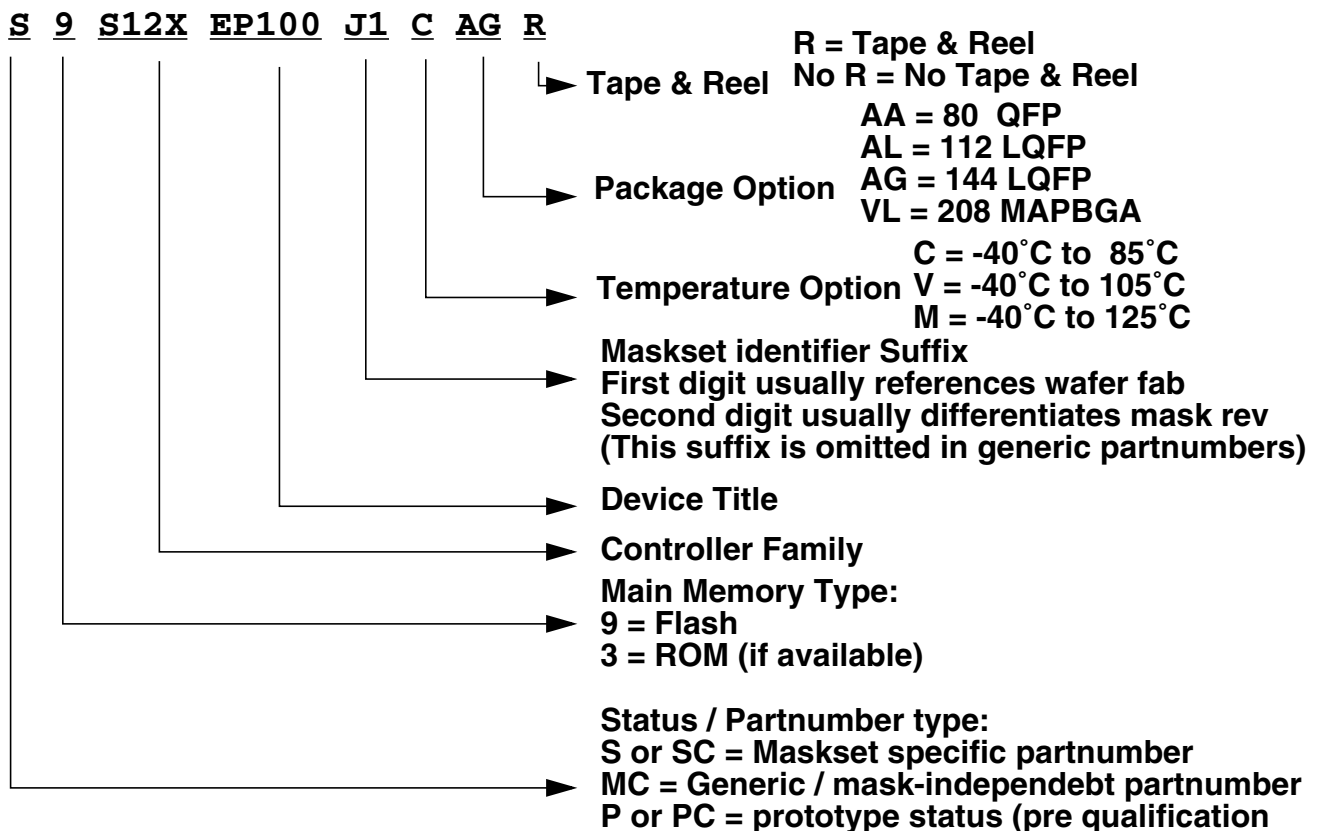 S 9 S12X EP100 J1 C AG R
R = Tape & Reel
Tape & Reel No R = No Tape & Reel
AA = 80 QFP
AL = 112 LQFP
Package Option AG = 144 LQFP
VL = 208 MAPBGA
C = -40˚C to 85˚C
Temperature Option V = -40˚C to 105˚C
M = -40˚C to 125˚C
Maskset identifier Suffix
First digit usually references wafer fab
Second digit usually differentiates mask rev
(This suffix is omitted in generic partnumbers)
Device Title
Controller Family
Main Memory Type:
9 = Flash
3 = ROM (if available)
Status / Partnumber type:
S or SC = Maskset specific partnumber
MC = Generic / mask-independebt partnumber
P or PC = prototype status (pre qualification